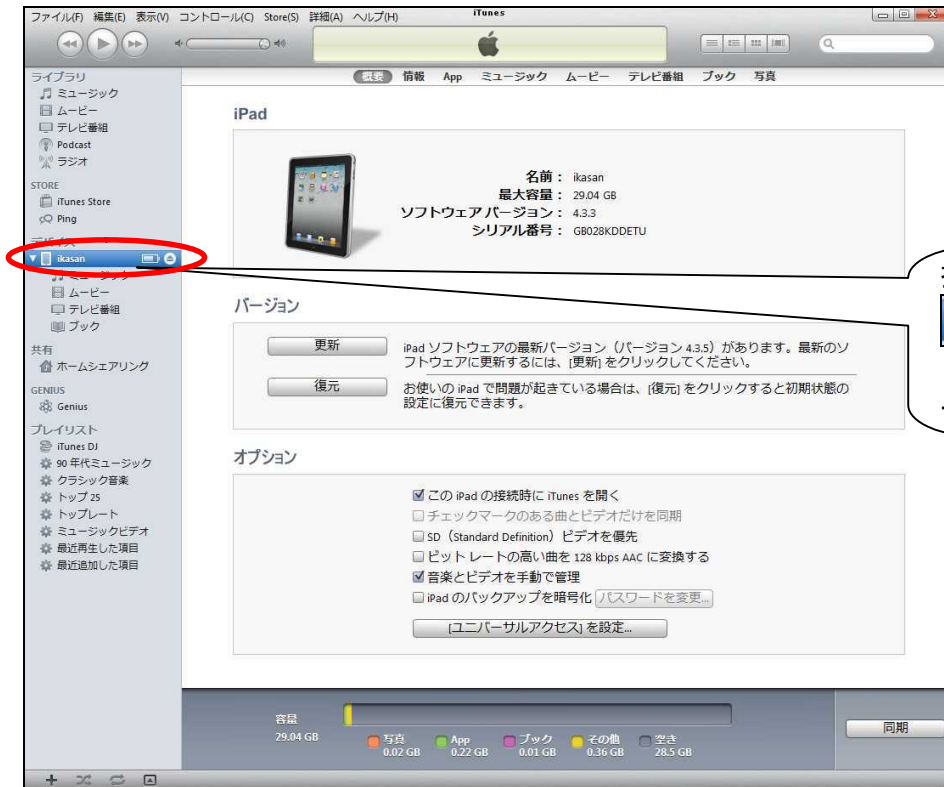 iTunes
ファイル(F) 編集(E) 表示(V) コントロール(C) Store(S) 詳細(A) ヘルプ(H)
概要 情報 App ミュージック ムービー テレビ番組 ブック 写真
ライブラリ
ミュージック
ムービー
テレビ番組
Podcast
ラジオ
STORE
iTunes Store
Ping
デバイス
ikasan
ミュージック
ムービー
テレビ番組
ブック
共有
ホームシェアリング
GENIUS
Genius
プレイリスト
iTunes DJ
90 年代ミュージック
クラシック音楽
トップ 25
トップレート
ミュージックビデオ
最近再生した項目
最近追加した項目
iPad
名前： ikasan
最大容量： 29.04 GB
ソフトウェア バージョン： 4.3.3
シリアル番号： GB028KDDETU
バージョン
更新
iPad ソフトウェアの最新バージョン（バージョン 4.3.5）があります。最新のソ
フトウェアに更新するには、[更新] をクリックしてください。
復元
お使いの iPad で問題が起きている場合は、[復元] をクリックすると初期状態の
設定に復元できます。
オプション
この iPad の接続時に iTunes を開く
チェックマークのある曲とビデオだけを同期
SD（Standard Definition）ビデオを優先
ビット レートの高い曲を 128 kbps AAC に変換する
音楽とビデオを手動で管理
iPad のバックアップを暗号化 パスワードを変更...
[ユニバーサルアクセス] を設定...
容量
29.04 GB
写真 0.02 GB
App 0.22 GB
ブック 0.01 GB
その他 0.36 GB
空き 28.5 GB
同期